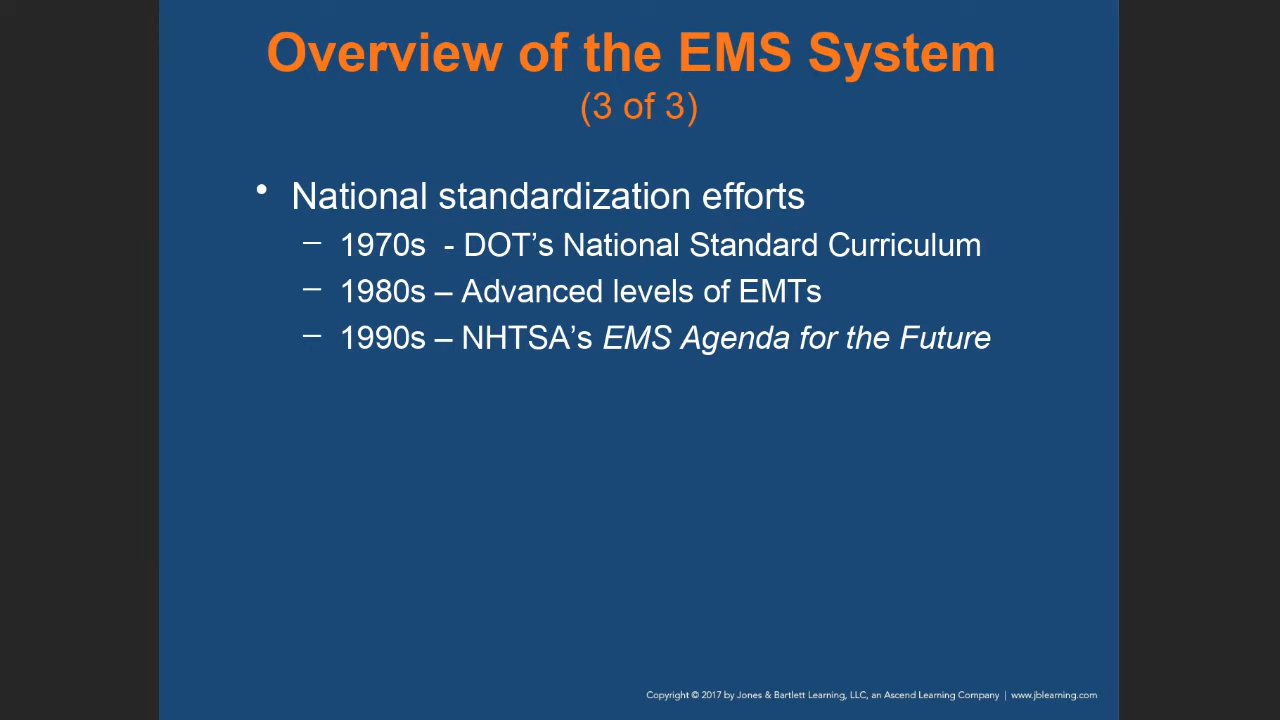 Overview of the EMS System
(3 of 3)
• National standardization efforts
– 1970s  - DOT’s National Standard Curriculum
– 1980s – Advanced levels of EMTs
– 1990s – NHTSA’s EMS Agenda for the Future
Copyright © 2017 by Jones & Bartlett Learning, LLC, an Ascend Learning Company | www.jblearning.com